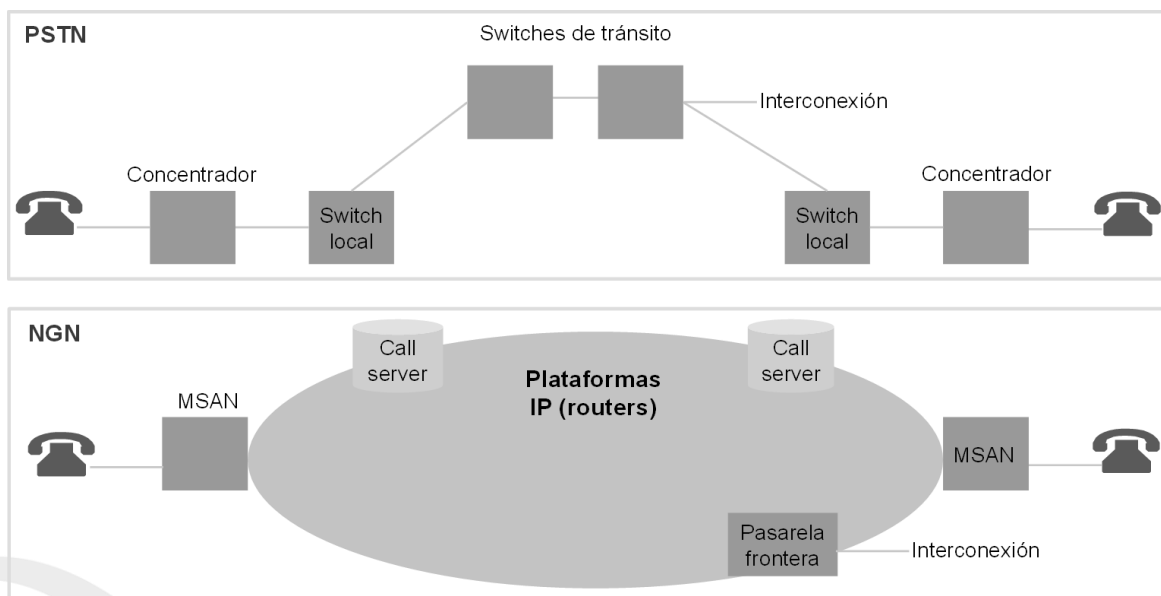 PSTN
Switches de tránsito
Interconexión
Concentrador
Concentrador
Switch
local
Switch
local
NGN
Call
server
Call
server
Plataformas
IP (routers)
MSAN
MSAN
Pasarela
frontera
Interconexión